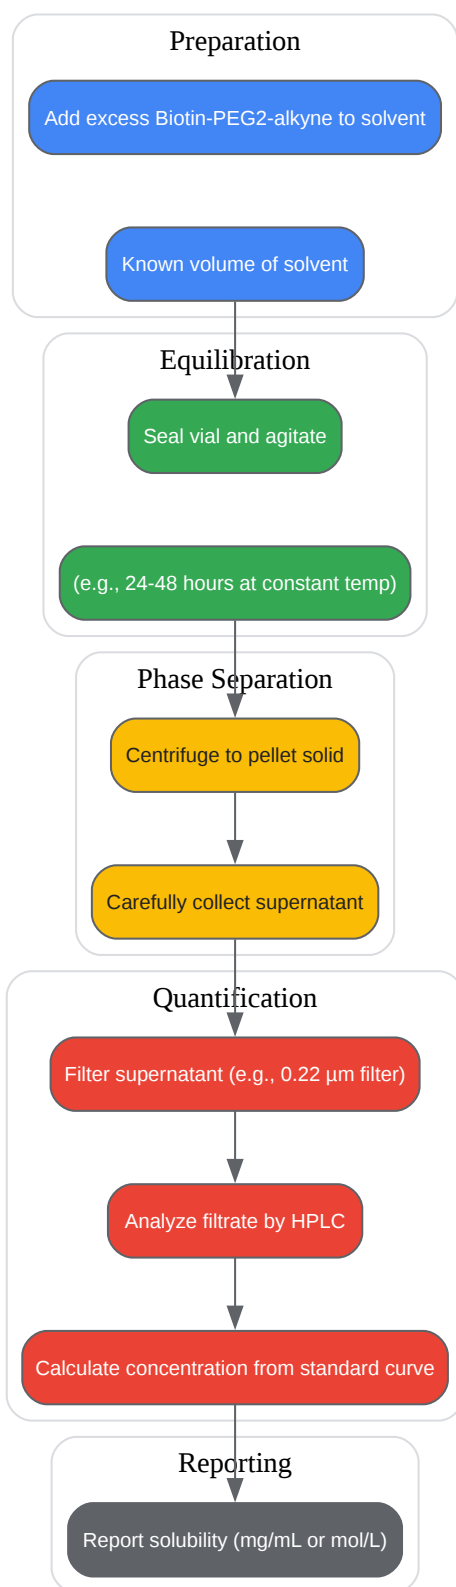 Preparation
Add excess Biotin-PEG2-alkyne to solvent
Known volume of solvent
Equilibration
Seal vial and agitate
(e.g., 24-48 hours at constant temp)
Phase Separation
Centrifuge to pellet solid
Carefully collect supernatant
Quantification
Filter supernatant (e.g., 0.22 µm filter)
Analyze filtrate by HPLC
Calculate concentration from standard curve
Reporting
Report solubility (mg/mL or mol/L)